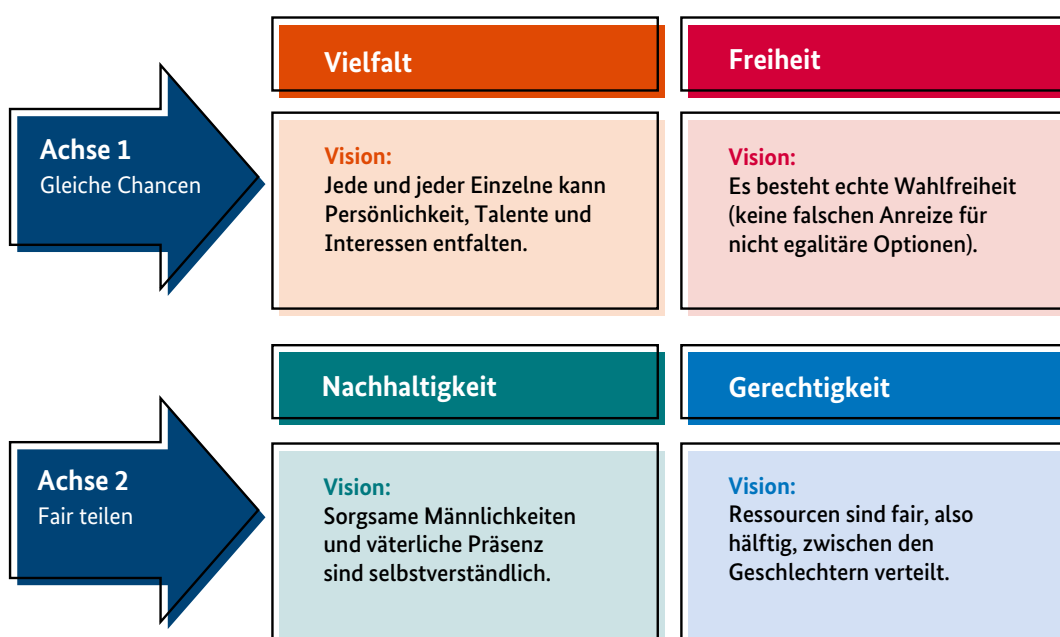 Achse 1
Gleiche Chancen
Vielfalt
Vision:
Jede und jeder Einzelne kann
Persönlichkeit, Talente und
Interessen entfalten.
Freiheit
Vision:
Es besteht echte Wahlfreiheit
(keine falschen Anreize für
nicht egalitäre Optionen).
Achse 2
Fair teilen
Nachhaltigkeit
Vision:
Sorgsame Männlichkeiten
und väterliche Präsenz
sind selbstverständlich.
Gerechtigkeit
Vision:
Ressourcen sind fair, also
hälftig, zwischen den
Geschlechtern verteilt.